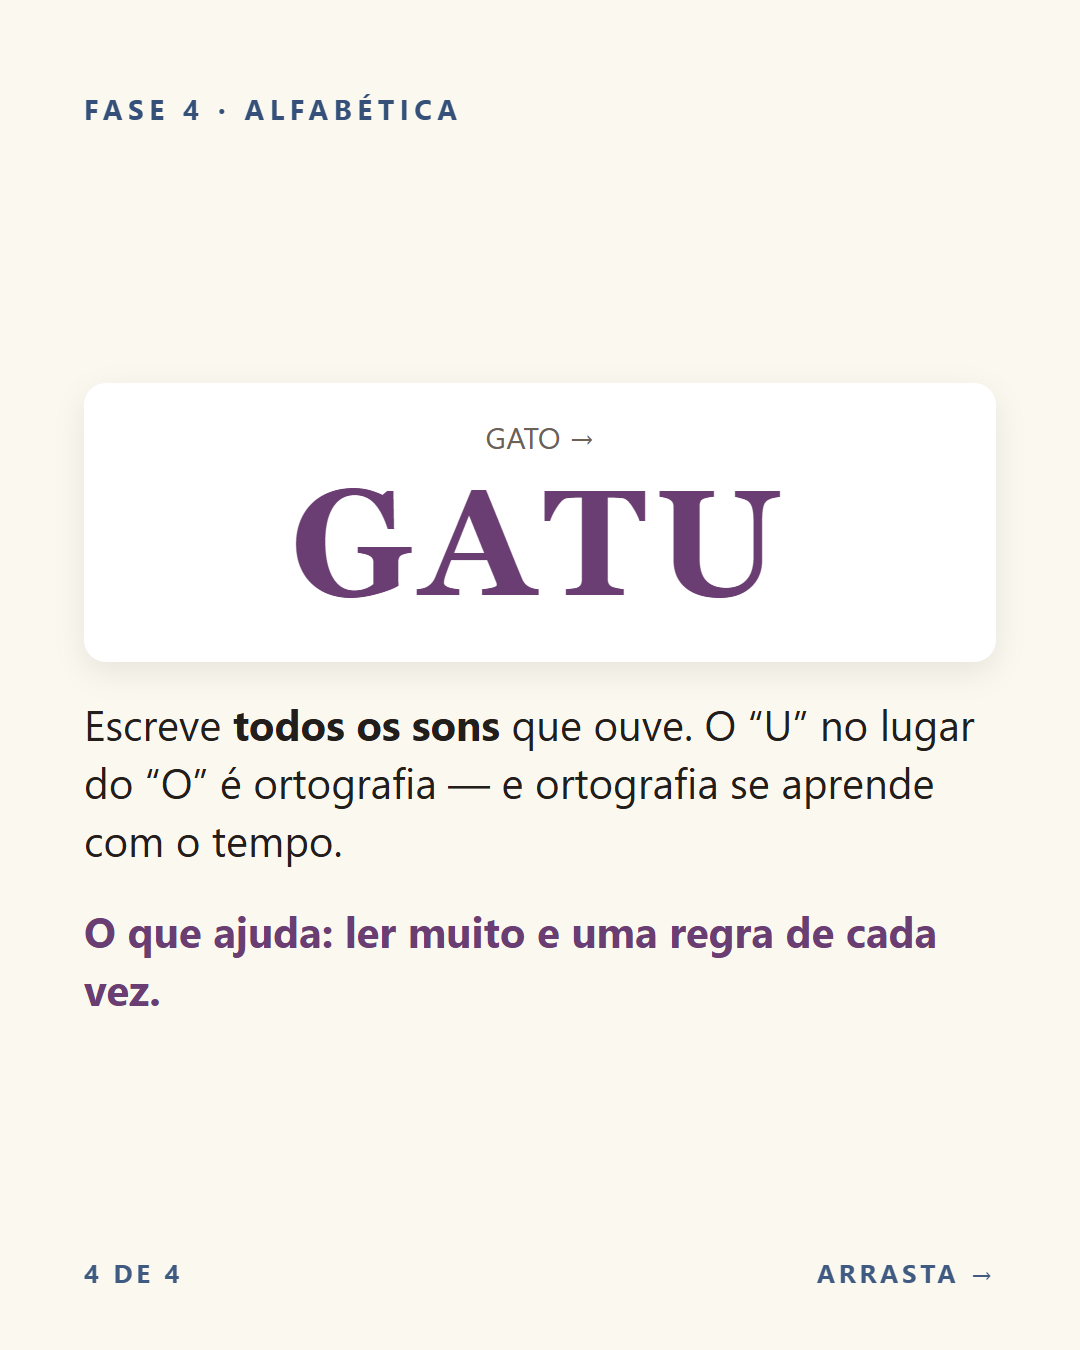 FASE 4 · ALFABÉTICA
GATO →
GATU
Escreve todos os sons que ouve. O “U” no lugar
do “O” é ortografia — e ortografia se aprende
com o tempo.
O que ajuda: ler muito e uma regra de cada
vez.
4 DE 4
ARRASTA →